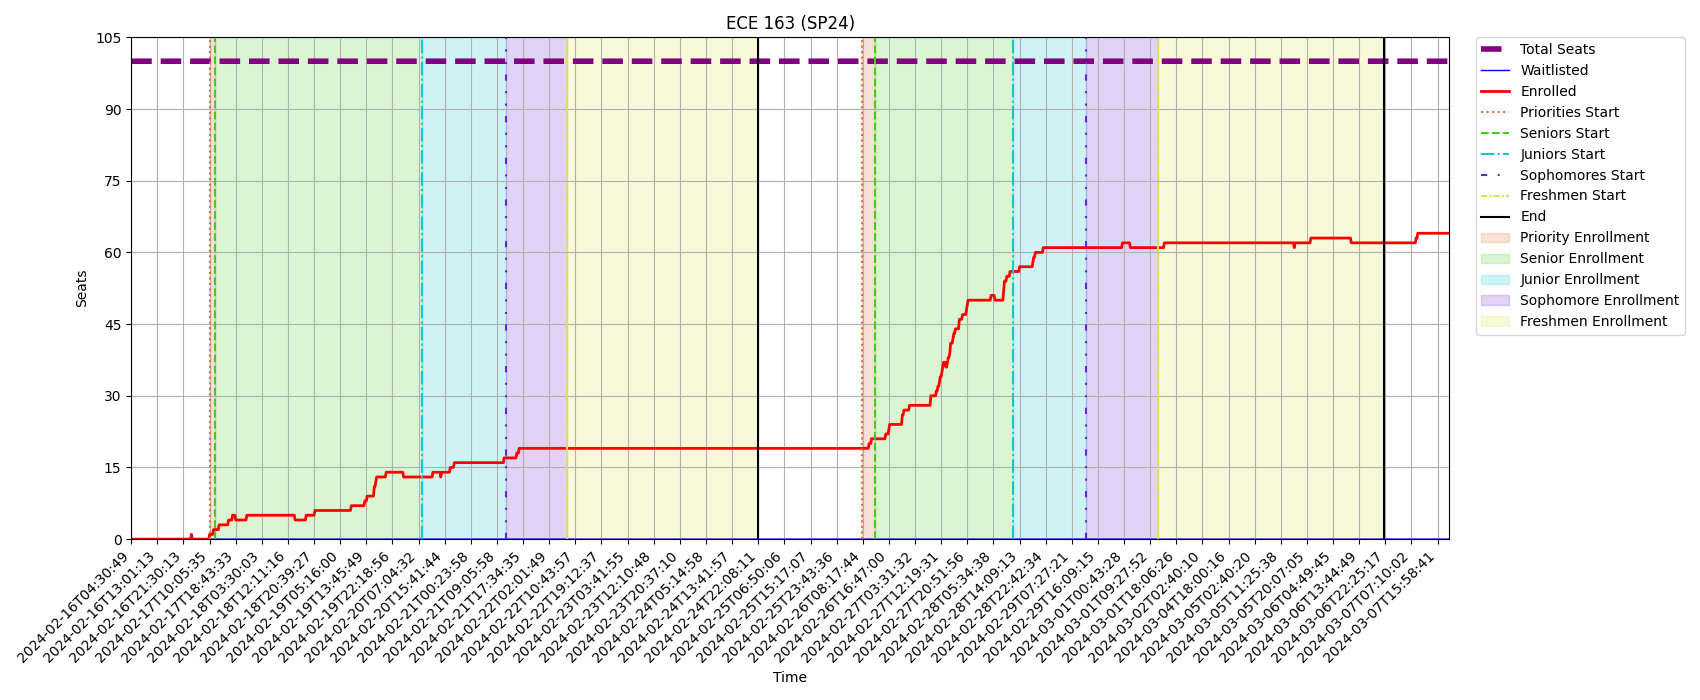 ECE 163 (SP24)
105
90
75
60
45
30
15
0
Seats
2024-02-16T04:30:49
2024-02-16T13:01:13
2024-02-16T21:30:13
2024-02-17T10:05:35
2024-02-17T18:43:33
2024-02-18T03:30:03
2024-02-18T12:11:16
2024-02-18T20:39:27
2024-02-19T05:16:00
2024-02-19T13:45:49
2024-02-19T22:18:56
2024-02-20T07:04:32
2024-02-20T15:41:44
2024-02-21T00:23:58
2024-02-21T09:05:58
2024-02-21T17:34:35
2024-02-22T02:01:49
2024-02-22T10:43:57
2024-02-22T19:12:37
2024-02-23T03:41:55
2024-02-23T12:10:48
2024-02-23T20:37:10
2024-02-24T05:14:58
2024-02-24T13:41:57
2024-02-24T22:08:11
2024-02-25T06:50:06
2024-02-25T15:17:07
2024-02-25T23:43:36
2024-02-26T08:17:44
2024-02-26T16:47:00
2024-02-27T03:31:32
2024-02-27T12:19:31
2024-02-27T20:51:56
2024-02-28T05:34:38
2024-02-28T14:09:13
2024-02-28T22:42:34
2024-02-29T07:27:21
2024-02-29T16:09:15
2024-03-01T00:43:28
2024-03-01T09:27:52
2024-03-01T18:06:26
2024-03-02T02:40:10
2024-03-04T18:00:16
2024-03-05T02:40:20
2024-03-05T11:25:38
2024-03-05T20:07:05
2024-03-06T04:49:45
2024-03-06T13:44:49
2024-03-06T22:25:17
2024-03-07T07:10:02
2024-03-07T15:58:41
Time
Total Seats
Waitlisted
Enrolled
Priorities Start
Seniors Start
Juniors Start
Sophomores Start
Freshmen Start
End
Priority Enrollment
Senior Enrollment
Junior Enrollment
Sophomore Enrollment
Freshmen Enrollment